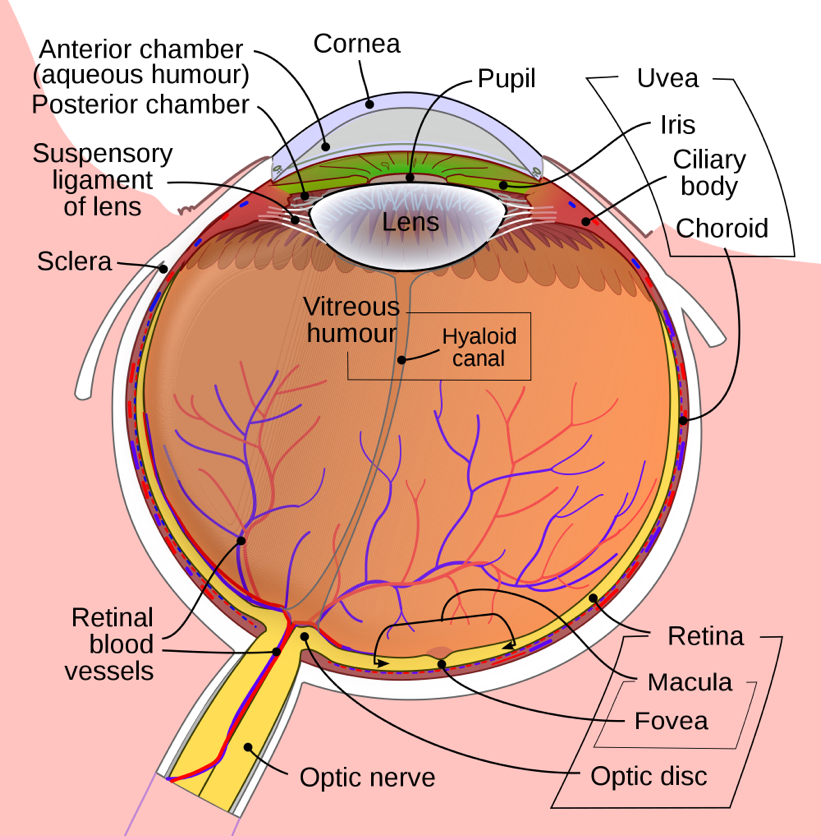 Anterior chamber
(aqueous humour)
Posterior chamber
Cornea
Pupil
Uvea
Iris
Ciliary
body
Choroid
Suspensory
ligament
of lens
Lens
Sclera
Vitreous
humour
Hyaloid
canal
Retinal
blood
vessels
Retina
Macula
Fovea
Optic nerve
Optic disc